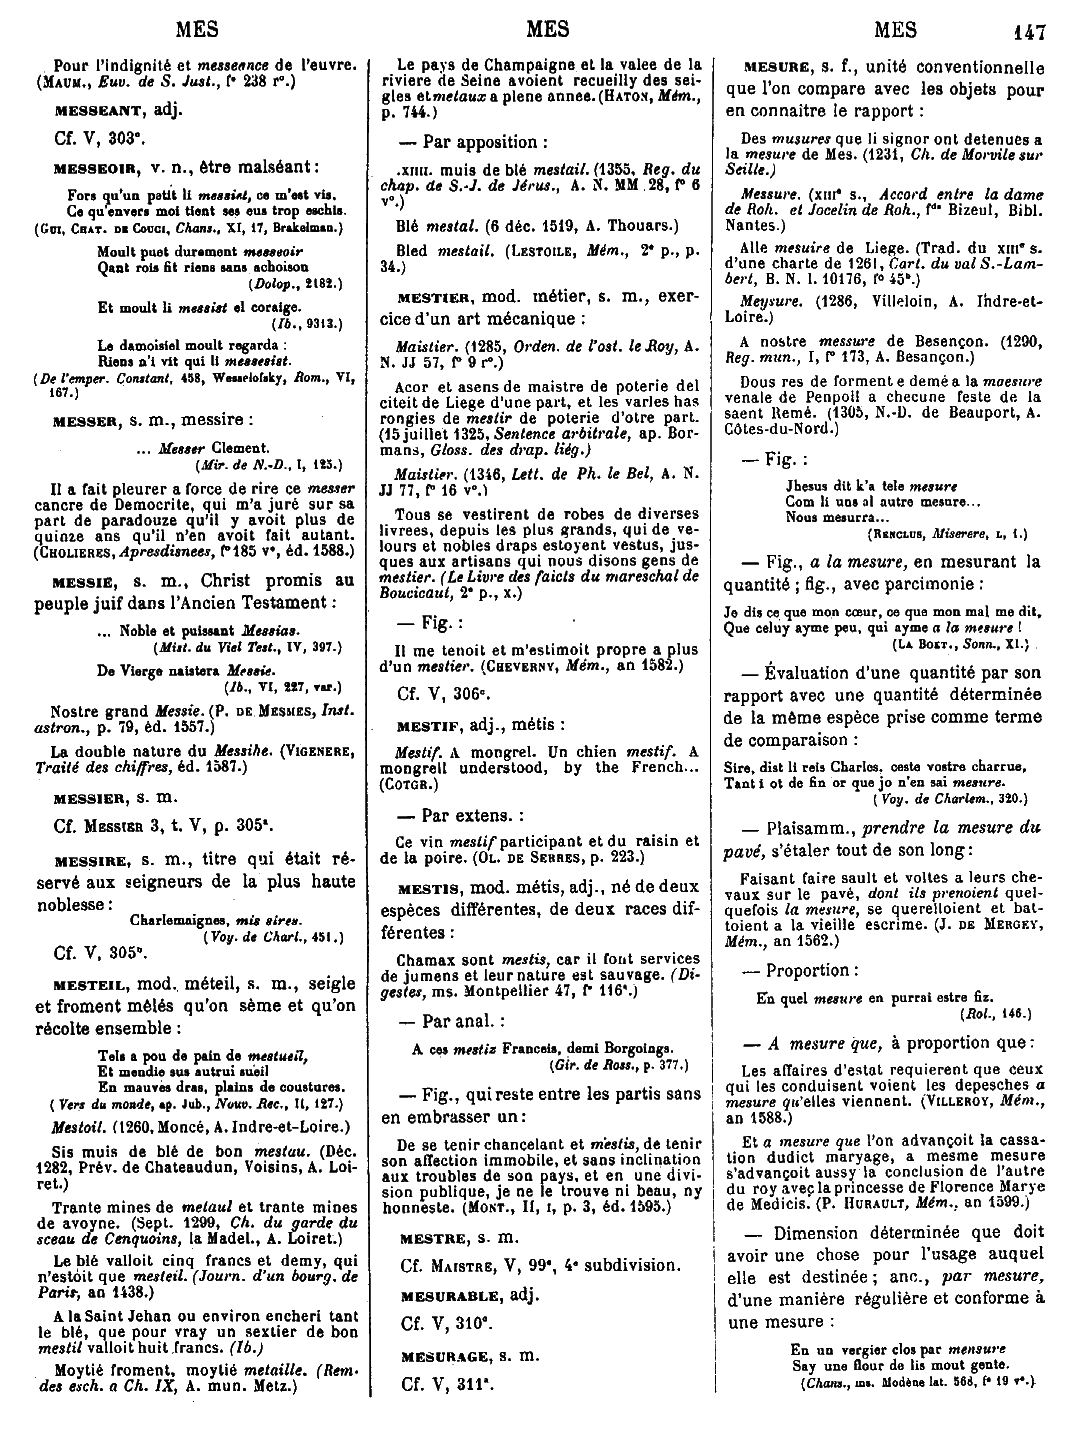 MES
MES
MES
147
Pour l'indignité et messeance de l'euvre.
(MAUM., Euv. de S. Just., f° 238 r°.)
MESSEANT, adj.
Cf. V, 303ᶜ.
MESSEOIR, v. n., être malséant :
Fors qu'un petit li messist, ce m'est vis,
Ce qu'envers moi tient ses eus trop eschis.
(GUI, CHAT. DE COUCI, Chans., XI, 17, Brakelman.)
Moult puet durement messeoir
Qant rois fit riens sans achoison
(Dolop., 2182.)
Et moult li messist el coraige.
(Ib., 9313.)
Le damoisiel moult regarda :
Riens n'i vit qui li messesist.
(De l'emper. Constant, 458, Wesselofsky, Rom., VI,
167.)
MESSER, s. m., messire :
... Messer Clement.
(Mir. de N.-D., I, 125.)
Il a fait pleurer a force de rire ce messer
cancre de Democrite, qui m'a juré sur sa
part de paradouze qu'il y avoit plus de
quinze ans qu'il n'en avoit fait autant.
(CHOLIERES, Apresdisnees, f° 185 v°, éd. 1588.)
MESSIE, s. m., Christ promis au
peuple juif dans l'Ancien Testament :
... Noble et puissant Messias.
(Mist. du Viel Test., IV, 397.)
De Vierge naistera Messie.
(Ib., VI, 227, var.)
Nostre grand Messie. (P. DE MESMES, Inst.
astron., p. 79, éd. 1557.)
La double nature du Messihe. (VIGENERE,
Traité des chiffres, éd. 1587.)
MESSIER, s. m.
Cf. MESSIER 3, t. V, p. 305ᵃ.
MESSIRE, s. m., titre qui était ré-
servé aux seigneurs de la plus haute
noblesse :
Charlemaignes, mis sires.
(Voy. de Charl., 451.)
Cf. V, 305ᵇ.
MESTEIL, mod. méteil, s. m., seigle
et froment mêlés qu'on sème et qu'on
récolte ensemble :
Tels a pou de pain de mestueil,
Et mendie sus autrui sueil
En mauvès dras, plains de coustures.
(Vers du monde, ap. Jub., Nouv. Rec., II, 127.)
Mestoil. (1260, Moncé, A. Indre-et-Loire.)
Sis muis de blé de bon mestau. (Déc.
1282, Prév. de Chateaudun, Voisins, A. Loi-
ret.)
Trante mines de metaul et trante mines
de avoyne. (Sept. 1299, Ch. du garde du
sceau de Cenquoins, la Madel., A. Loiret.)
Le blé valloit cinq francs et demy, qui
n'estoit que mesteil. (Journ. d'un bourg. de
Paris, an 1438.)
A la Saint Jehan ou environ encheri tant
le blé, que pour vray un sextier de bon
mestil valloit huit francs. (Ib.)
Moytié froment, moytié metaille. (Rem-
des esch. a Ch. IX, A. mun. Metz.)
Le pays de Champaigne et la valee de la
riviere de Seine avoient recueilly des sei-
gles et metaux a plene annee. (HATON, Mém.,
p. 744.)
— Par apposition :
.XIIII. muis de blé mestail. (1355, Reg. du
chap. de S.-J. de Jérus., A. N. MM 28, f° 6
v°.)
Blé mestal. (6 déc. 1519, A. Thouars.)
Bled mestail. (LESTOILE, Mém., 2ᵉ p., p.
34.)
MESTIER, mod. métier, s. m., exer-
cice d'un art mécanique :
Maistier. (1285, Orden. de l'ost. le Roy, A.
N. JJ 57, f° 9 r°.)
Acor et asens de maistre de poterie del
citeit de Liege d'une part, et les varles has
rongies de mestir de poterie d'otre part.
(15 juillet 1325, Sentence arbitrale, ap. Bor-
mans, Gloss. des drap. liég.)
Maistier. (1346, Lett. de Ph. le Bel, A. N.
JJ 77, f° 16 v°.)
Tous se vestirent de robes de diverses
livrees, depuis les plus grands, qui de ve-
lours et nobles draps estoyent vestus, jus-
ques aux artisans qui nous disons gens de
mestier. (Le Livre des faicts du mareschal de
Boucicaut, 2ᵉ p., x.)
— Fig. :
Il me tenoit et m'estimoit propre a plus
d'un mestier. (CHEVERNY, Mém., an 1582.)
Cf. V, 306ᶜ.
MESTIF, adj., métis :
Mestif. A mongrel. Un chien mestif. A
mongrell understood, by the French...
(COTGR.)
— Par extens. :
Ce vin mestif participant et du raisin et
de la poire. (OL. DE SERRES, p. 223.)
MESTIS, mod. métis, adj., né de deux
espèces différentes, de deux races dif-
férentes :
Chamax sont mestis, car il font services
de jumens et leur nature est sauvage. (Di-
gestes, ms. Montpellier 47, f° 116ᵃ.)
— Par anal. :
A ces mestiz Franceis, demi Borgoings.
(Gir. de Ross., p. 377.)
— Fig., qui reste entre les partis sans
en embrasser un :
De se tenir chancelant et mestis, de tenir
son affection immobile, et sans inclination
aux troubles de son pays, et en une divi-
sion publique, je ne le trouve ni beau, ny
honneste. (MONT., II, I, p. 3, éd. 1595.)
MESTRE, s. m.
Cf. MAISTRE, V, 99ᵃ, 4ᵉ subdivision.
MESURABLE, adj.
Cf. V, 310ᶜ.
MESURAGE, s. m.
Cf. V, 311ᵃ.
MESURE, s. f., unité conventionnelle
que l'on compare avec les objets pour
en connaitre le rapport :
Des musures que li signor ont detenues a
la mesure de Mes. (1231, Ch. de Morvile sur
Seille.)
Messure. (XIIIᵉ s., Accord entre la dame
de Roh. et Jocelin de Roh., fᵈˢ Bizeul, Bibl.
Nantes.)
Alle mesuire de Liege. (Trad. du XIIIᵉ s.
d'une charte de 1261, Cart. du val S.-Lam-
bert, B. N. l. 10176, f° 45ᵇ.)
Meysure. (1286, Villeloin, A. Indre-et-
Loire.)
A nostre messure de Besençon. (1290,
Reg. mun., I, f° 173, A. Besançon.)
Dous res de forment e demé a la maesure
venale de Penpoll a checune feste de la
saent Remé. (1305, N.-D. de Beauport, A.
Côtes-du-Nord.)
— Fig. :
Jhesus dit k'a tele mesure
Com li uns al autre mesure...
Nous mesurra...
(RENCLUS, Miserere, L, 1.)
— Fig., a la mesure, en mesurant la
quantité ; fig., avec parcimonie :
Je dis ce que mon cœur, ce que mon mal me dit,
Que celuy ayme peu, qui ayme a la mesure !
(LA BOET., Sonn., XI.)
— Évaluation d'une quantité par son
rapport avec une quantité déterminée
de la même espèce prise comme terme
de comparaison :
Sire, dist li reis Charles, ceste vostre charrue,
Tant i ot de fin or que jo n'en sai mesure.
(Voy. de Charlem., 320.)
— Plaisamm., prendre la mesure du
pavé, s'étaler tout de son long :
Faisant faire sault et voltes a leurs che-
vaux sur le pavé, dont ils prenoient quel-
quefois la mesure, se querelloient et bat-
toient a la vieille escrime. (J. DE MERGEY,
Mém., an 1562.)
— Proportion :
En quel mesure en purrai estre fiz.
(Rol., 146.)
— A mesure que, à proportion que :
Les affaires d'estat requierent que ceux
qui les conduisent voient les depesches a
mesure qu'elles viennent. (VILLEROY, Mém.,
an 1588.)
Et a mesure que l'on advançoit la cassa-
tion dudict maryage, a mesme mesure
s'advançoit aussy la conclusion de l'autre
du roy avec la princesse de Florence Marye
de Medicis. (P. HURAULT, Mém., an 1599.)
— Dimension déterminée que doit
avoir une chose pour l'usage auquel
elle est destinée ; anc., par mesure,
d'une manière régulière et conforme à
une mesure :
En un vergier clos par mensure
Say une flour de lis mout gente.
(Chans., ms. Modène lat. 568, f° 19 r°.)